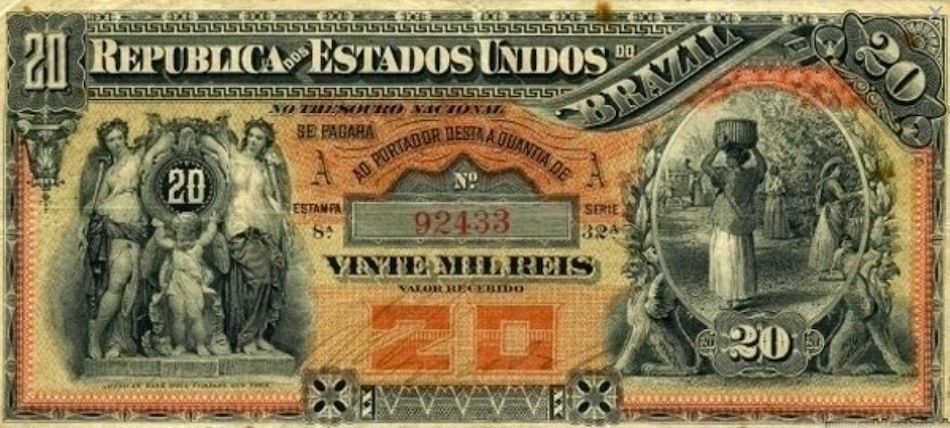 20 REPUBLICA DOS ESTADOS UNIDOS DO BRAZIL 20
NO THESOURO NACIONAL
SE PAGARÁ
AO PORTADOR DESTA A QUANTIA DE
A A
20
Nº
ESTAMPA SERIE
92433
8ª 32ª
VINTE MIL REIS
VALOR RECEBIDO
20
20
AMERICAN BANK NOTE COMPANY, NEW YORK.